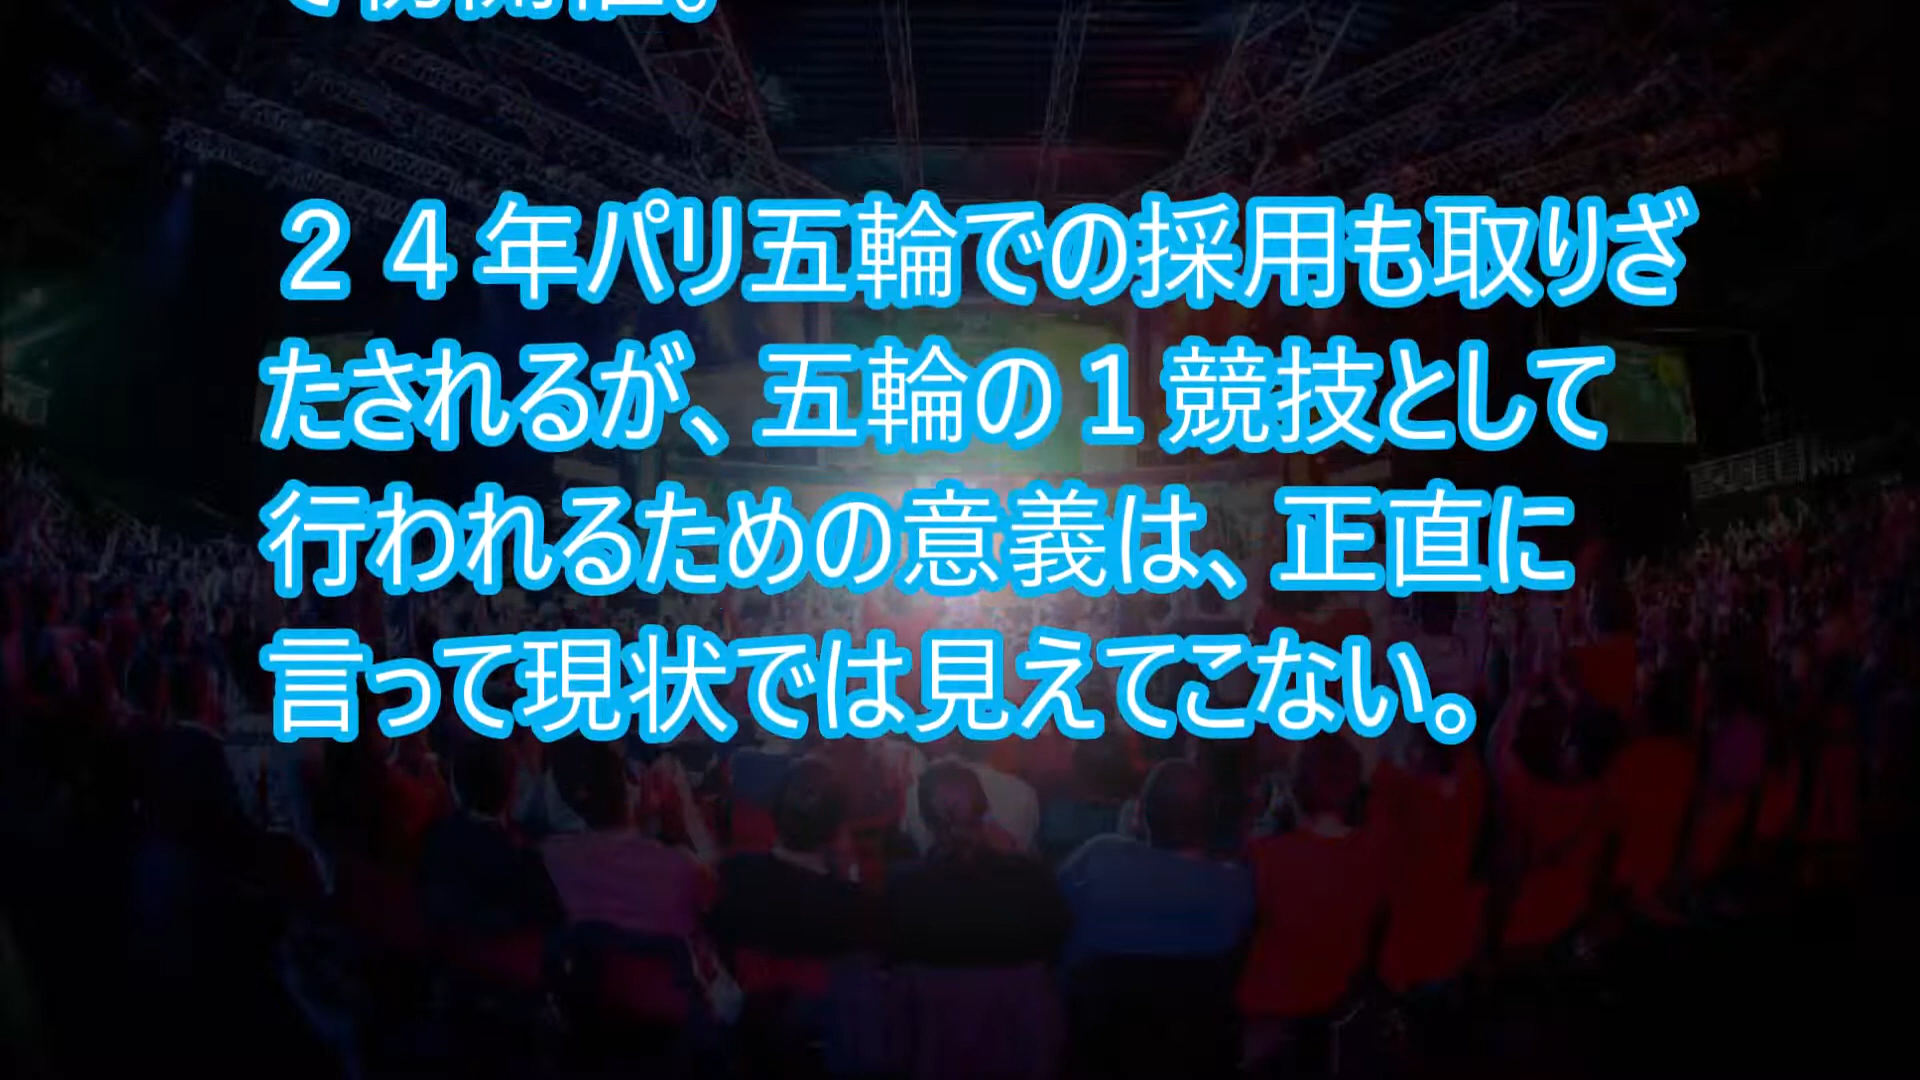 ２４年パリ五輪での採用も取りざ
たされるが、五輪の１競技として
行われるための意義は、正直に
言って現状では見えてこない。